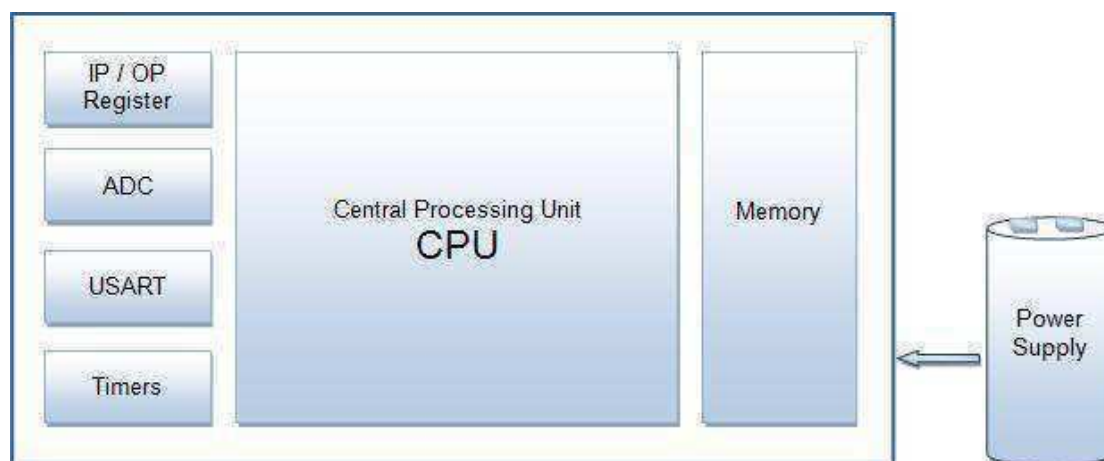 IP / OP
Register
ADC
USART
Timers
Central Processing Unit
CPU
Memory
Power
Supply